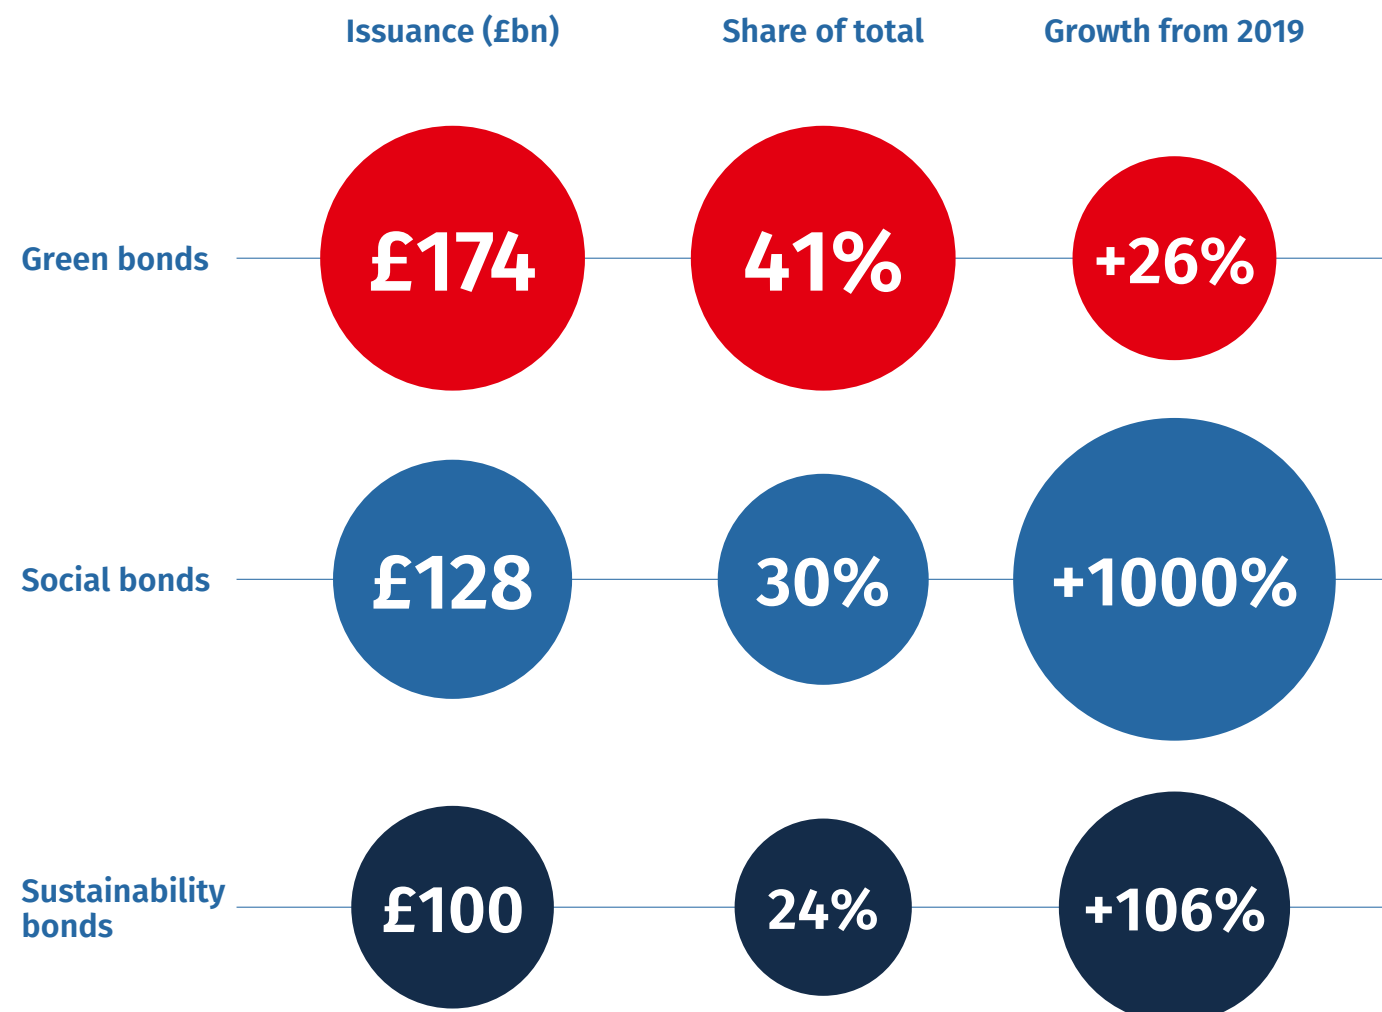 Issuance (£bn) Share of total Growth from 2019
Green bonds £174 41% +26%
Social bonds £128 30% +1000%
Sustainability
bonds £100 24% +106%